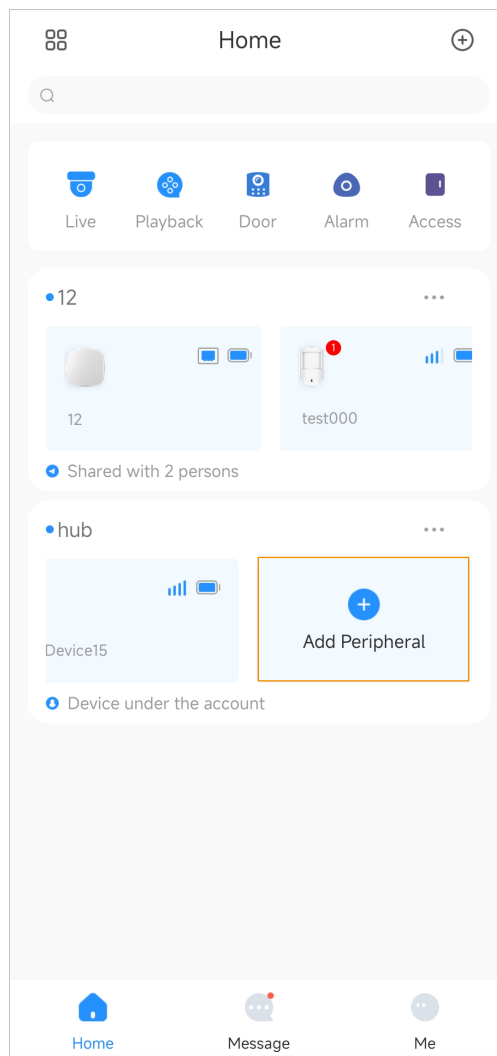 Home
Live
Playback
Door
Alarm
Access
12
12
1
test000
Shared with 2 persons
hub
Device15
Add Peripheral
Device under the account
Home
Message
Me